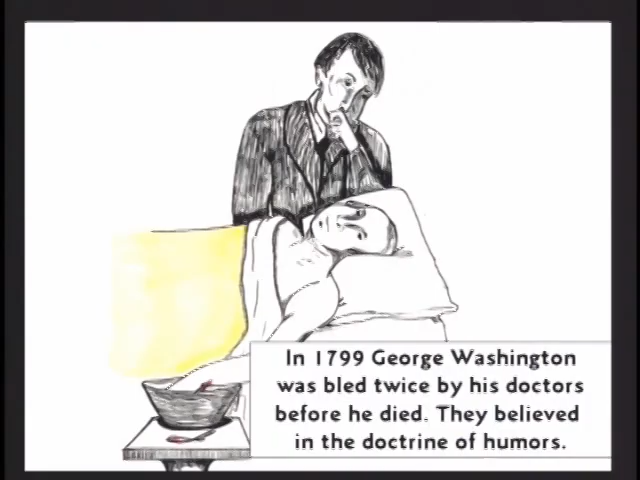 In 1799 George Washington
was bled twice by his doctors
before he died. They believed
in the doctrine of humors.